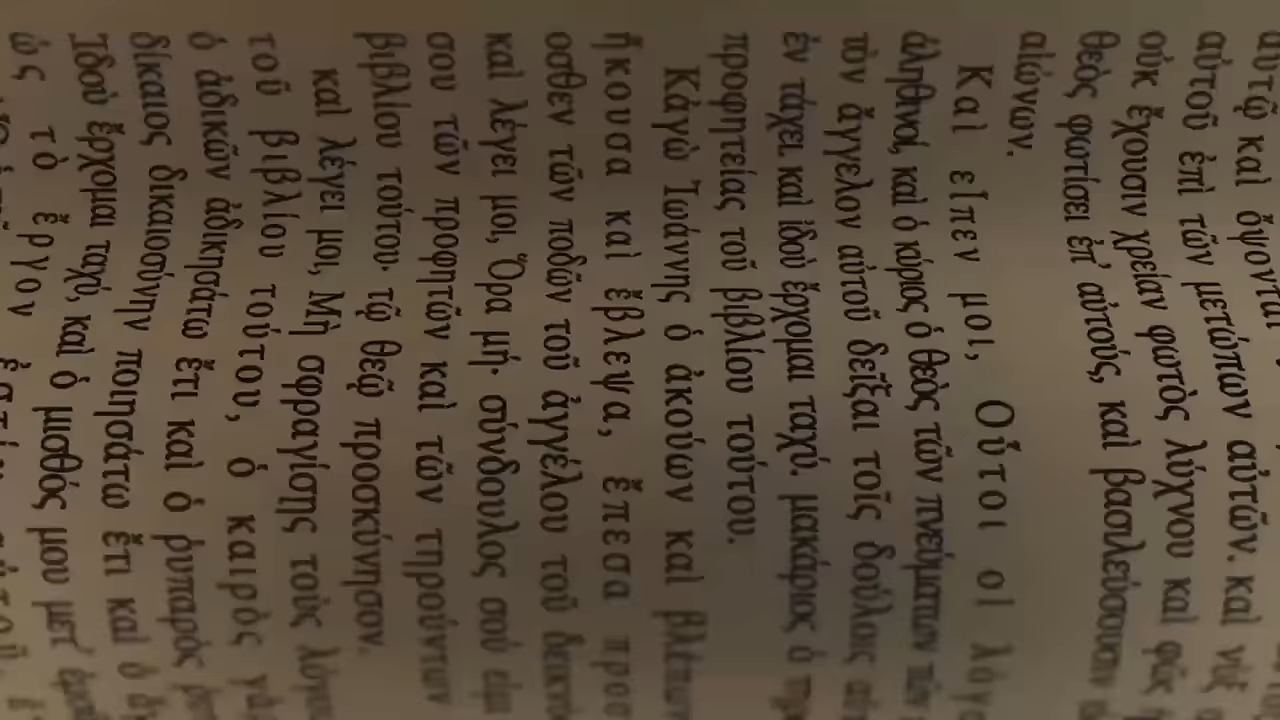 αὐτῷ καὶ ὄψονται
αὐτοῦ ἐπὶ τῶν μετώπων αὐτῶν. καὶ νὺξ
οὐκ ἔχουσιν χρείαν φωτὸς λύχνου καὶ φῶς
θεὸς φωτίσει ἐπ' αὐτούς, καὶ βασιλεύσουσιν
αἰώνων.
Καὶ εἶπέν μοι, Οὗτοι οἱ
ἀληθινοί, καὶ ὁ κύριος ὁ θεὸς τῶν πνευμάτων τῶν
τὸν ἄγγελον αὐτοῦ δεῖξαι τοῖς δούλοις
ἐν τάχει. καὶ ἰδοὺ ἔρχομαι ταχύ. μακάριος ὁ
προφητείας τοῦ βιβλίου τούτου.
Κἀγὼ Ἰωάννης ὁ ἀκούων καὶ βλέπων
ἤκουσα καὶ ἔβλεψα, ἔπεσα
οσθεν τῶν ποδῶν τοῦ ἀγγέλου τοῦ
καὶ λέγει μοι, Ὅρα μή· σύνδουλος σού εἰμι
σου τῶν προφητῶν καὶ τῶν τηρούντων
βιβλίου τούτου· τῷ θεῷ προσκύνησον.
καὶ λέγει μοι, Μὴ σφραγίσῃς τοὺς
τοῦ βιβλίου τούτου, ὁ καιρὸς
ὁ ἀδικῶν ἀδικησάτω ἔτι καὶ ὁ ῥυπαρὸς
δίκαιος δικαιοσύνην ποιησάτω ἔτι καὶ ὁ
Ἰδοὺ ἔρχομαι ταχύ, καὶ ὁ μισθός μου μετ'
ὡς τὸ ἔργον